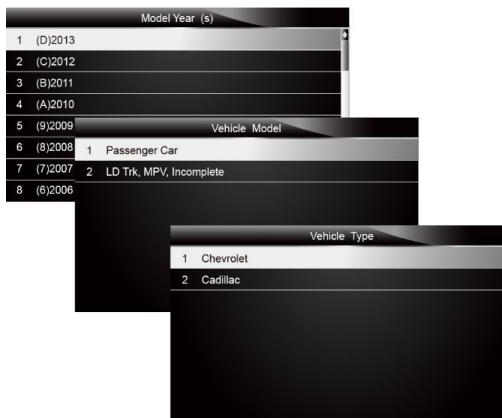 Model Year (s)
1 (D)2013
2 (C)2012
3 (B)2011
4 (A)2010
5 (9)2009
6 (8)2008
7 (7)2007
8 (6)2006
Vehicle Model
1 Passenger Car
2 LD Trk, MPV, Incomplete
Vehicle Type
1 Chevrolet
2 Cadillac